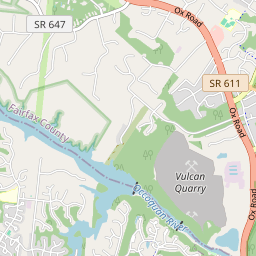 Ox Road
SR 647
SR 611
Ox Road
Fairfax County
Vulcan
Quarry
Occoquan River